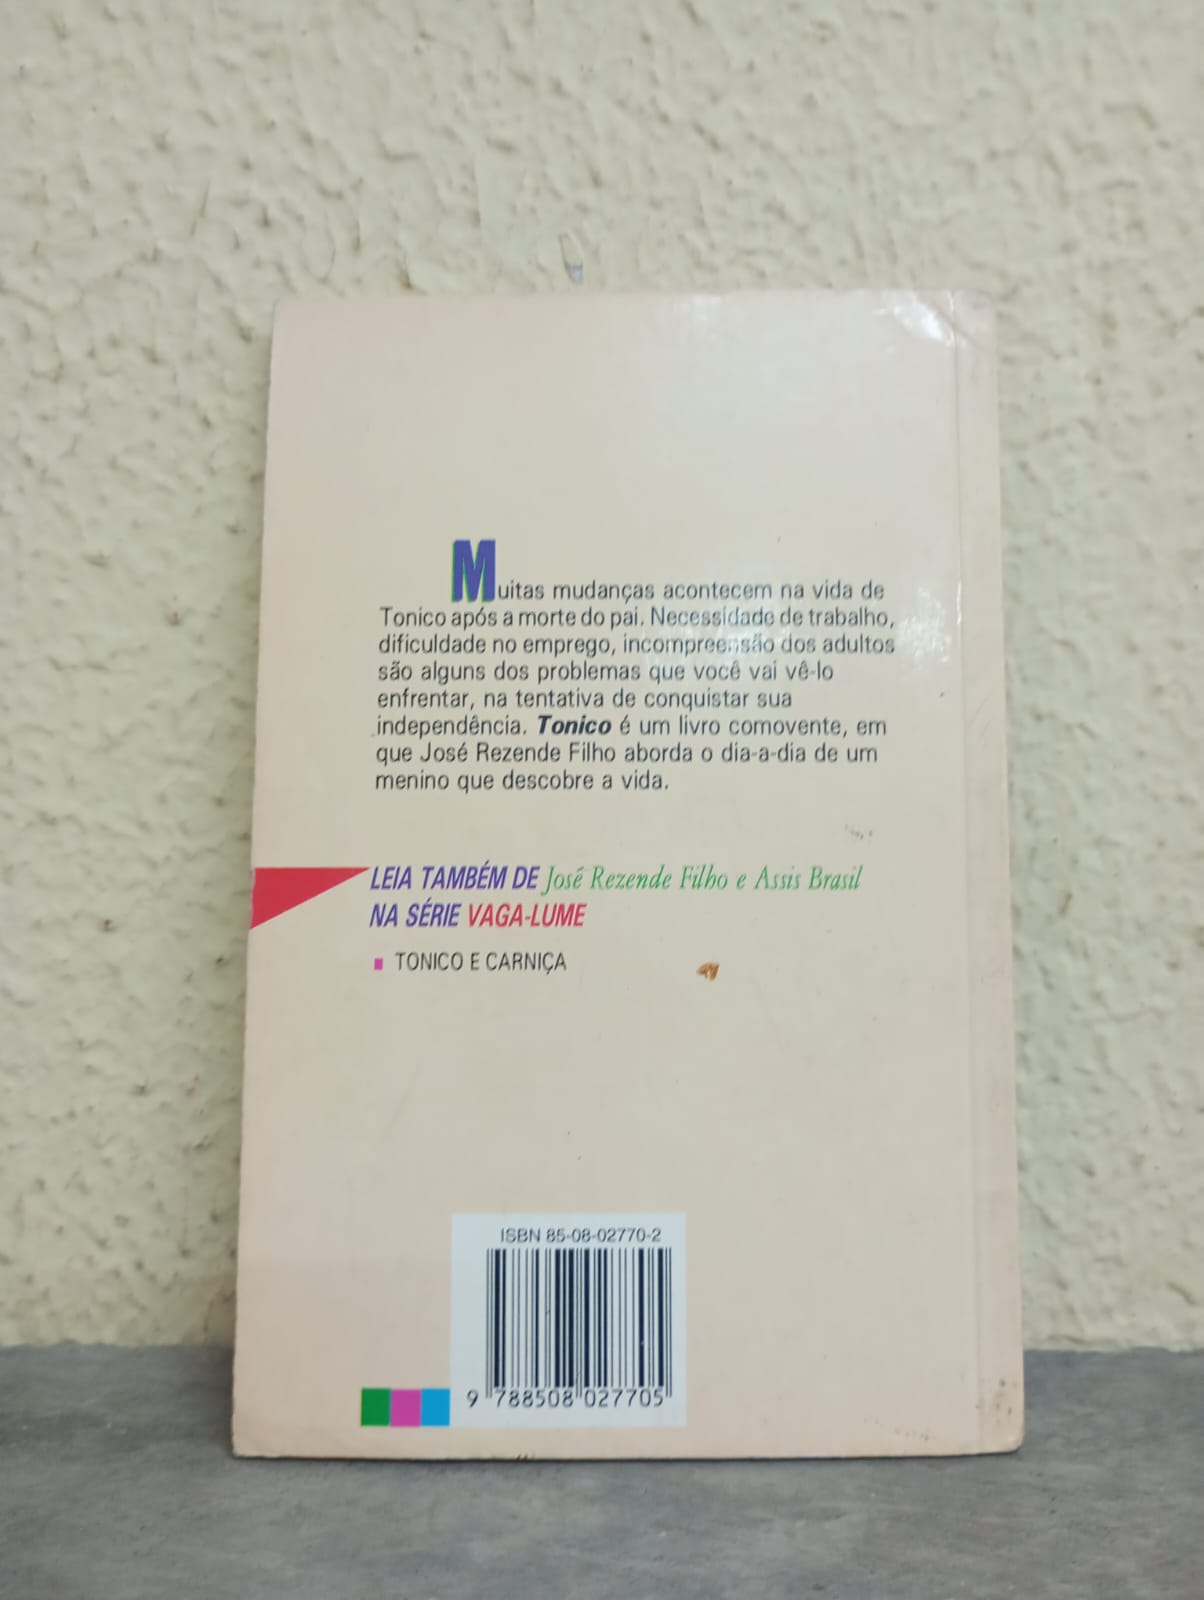 Muitas mudanças acontecem na vida de
Tonico após a morte do pai. Necessidade de trabalho,
dificuldade no emprego, incompreensão dos adultos
são alguns dos problemas que você vai vê-lo
enfrentar, na tentativa de conquistar sua
independência. Tonico é um livro comovente, em
que José Rezende Filho aborda o dia-a-dia de um
menino que descobre a vida.
LEIA TAMBÉM DE José Rezende Filho e Assis Brasil
NA SÉRIE VAGA-LUME
TONICO E CARNIÇA
ISBN 85-08-02770-2
9 788508 027705